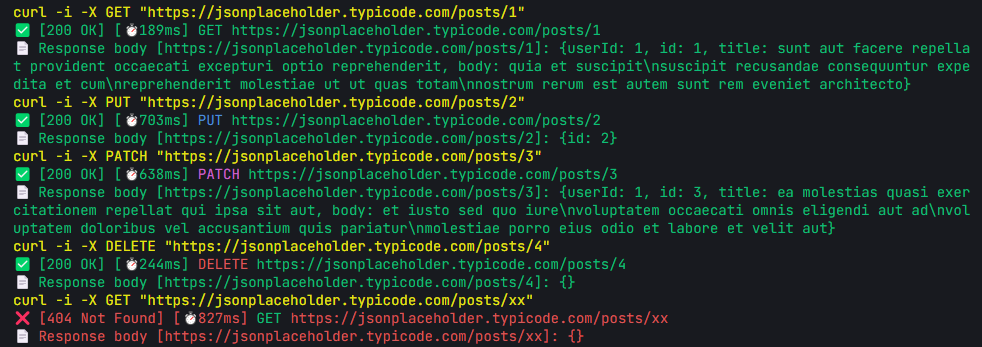 curl -i -X GET "https://jsonplaceholder.typicode.com/posts/1"
✅ [200 OK] [⏱189ms] GET https://jsonplaceholder.typicode.com/posts/1
📄 Response body [https://jsonplaceholder.typicode.com/posts/1]: {userId: 1, id: 1, title: sunt aut facere repella
t provident occaecati excepturi optio reprehenderit, body: quia et suscipit\nsuscipit recusandae consequuntur expe
dita et cum\nreprehenderit molestiae ut ut quas totam\nnostrum rerum est autem sunt rem eveniet architecto}
curl -i -X PUT "https://jsonplaceholder.typicode.com/posts/2"
✅ [200 OK] [⏱703ms] PUT https://jsonplaceholder.typicode.com/posts/2
📄 Response body [https://jsonplaceholder.typicode.com/posts/2]: {id: 2}
curl -i -X PATCH "https://jsonplaceholder.typicode.com/posts/3"
✅ [200 OK] [⏱638ms] PATCH https://jsonplaceholder.typicode.com/posts/3
📄 Response body [https://jsonplaceholder.typicode.com/posts/3]: {userId: 1, id: 3, title: ea molestias quasi exer
citationem repellat qui ipsa sit aut, body: et iusto sed quo iure\nvoluptatem occaecati omnis eligendi aut ad\nvol
uptatem doloribus vel accusantium quis pariatur\nmolestiae porro eius odio et labore et velit aut}
curl -i -X DELETE "https://jsonplaceholder.typicode.com/posts/4"
✅ [200 OK] [⏱244ms] DELETE https://jsonplaceholder.typicode.com/posts/4
📄 Response body [https://jsonplaceholder.typicode.com/posts/4]: {}
curl -i -X GET "https://jsonplaceholder.typicode.com/posts/xx"
❌ [404 Not Found] [⏱827ms] GET https://jsonplaceholder.typicode.com/posts/xx
📄 Response body [https://jsonplaceholder.typicode.com/posts/xx]: {}